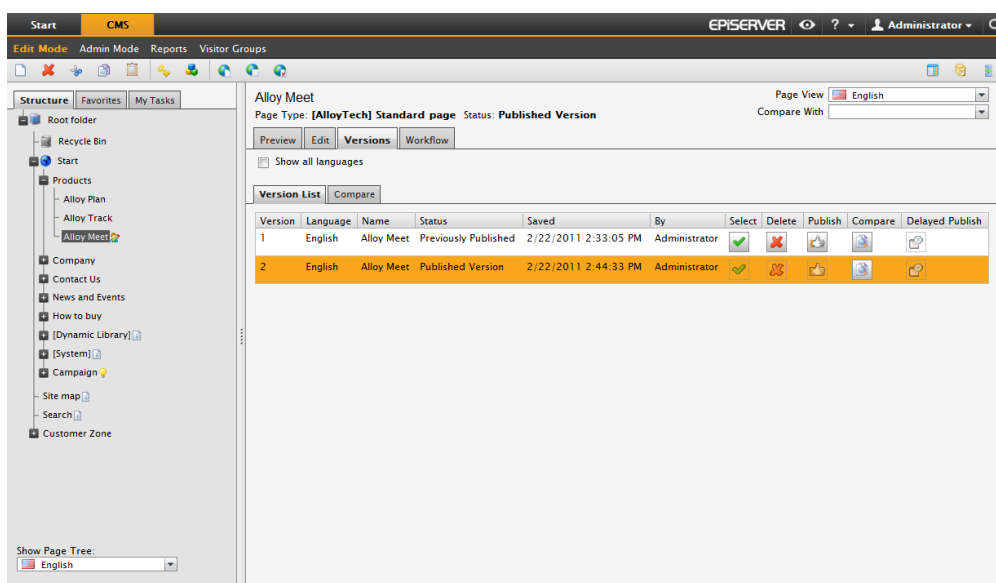 Start CMS EPiSERVER ? Administrator
Edit Mode Admin Mode Reports Visitor Groups
Structure Favorites My Tasks
Root folder
Recycle Bin
Start
Products
Alloy Plan
Alloy Track
Alloy Meet
Company
Contact Us
News and Events
How to buy
[Dynamic Library]
[System]
Campaign
Site map
Search
Customer Zone
Show Page Tree:
English
Alloy Meet
Page Type: [AlloyTech] Standard page Status: Published Version
Page View English
Compare With
Preview Edit Versions Workflow
Show all languages
Version List Compare
Version Language Name Status Saved By Select Delete Publish Compare Delayed Publish
1 English Alloy Meet Previously Published 2/22/2011 2:33:05 PM Administrator
2 English Alloy Meet Published Version 2/22/2011 2:44:33 PM Administrator